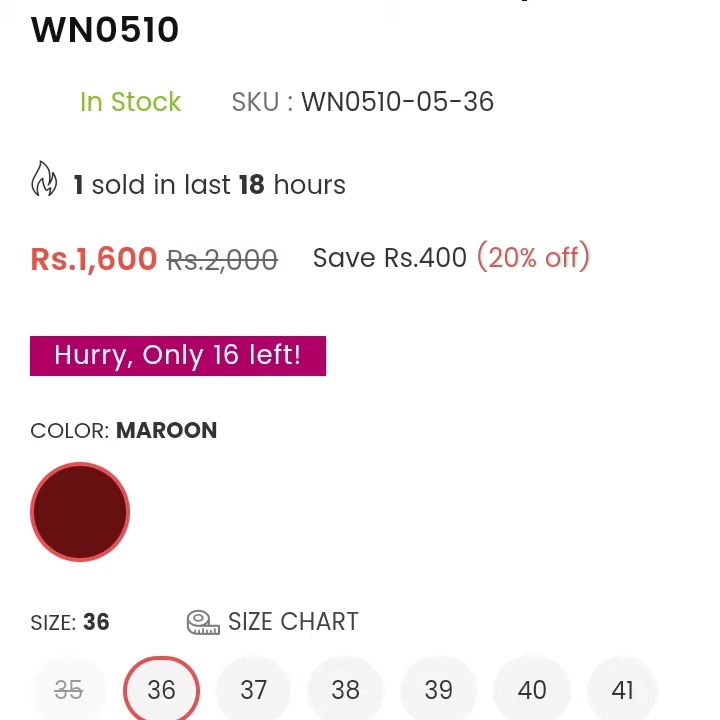 WN0510
In Stock SKU : WN0510-05-36
1 sold in last 18 hours
Rs.1,600 Rs.2,000 Save Rs.400 (20% off)
Hurry, Only 16 left!
COLOR: MAROON
SIZE: 36 SIZE CHART
35 36 37 38 39 40 41